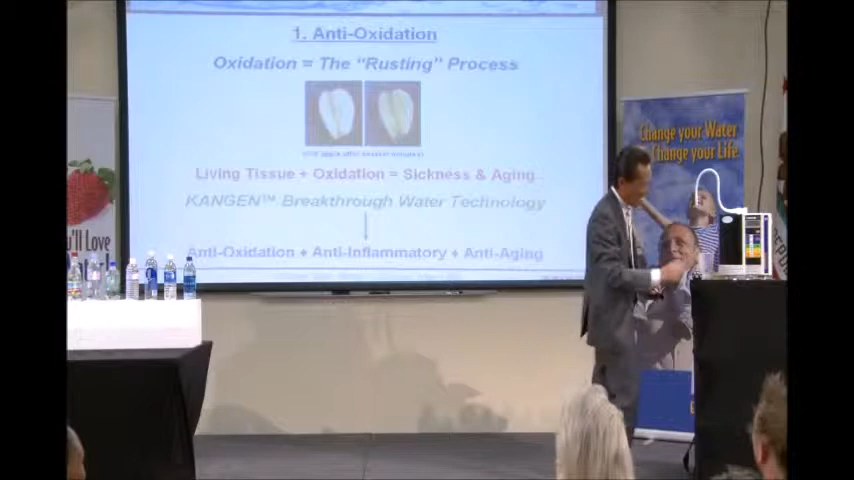 1. Anti-Oxidation
Oxidation = The "Rusting" Process
Living Tissue + Oxidation = Sickness & Aging
KANGEN™ Breakthrough Water Technology
Anti-Oxidation + Anti-Inflammatory + Anti-Aging
Change your Water
Change your Life
u'll Love